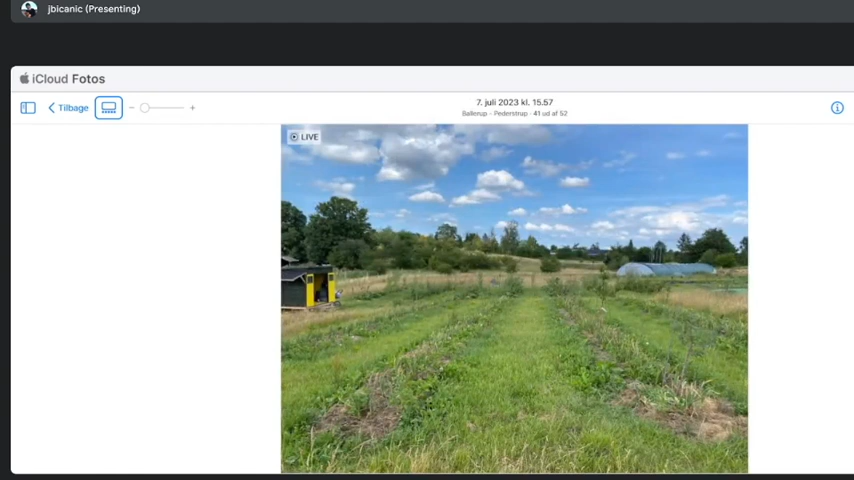 jbicanic (Presenting)
iCloud Fotos
Tilbage
7. juli 2023 kl. 15.57
Ballerup - Pederstrup · 41 ud af 52
LIVE